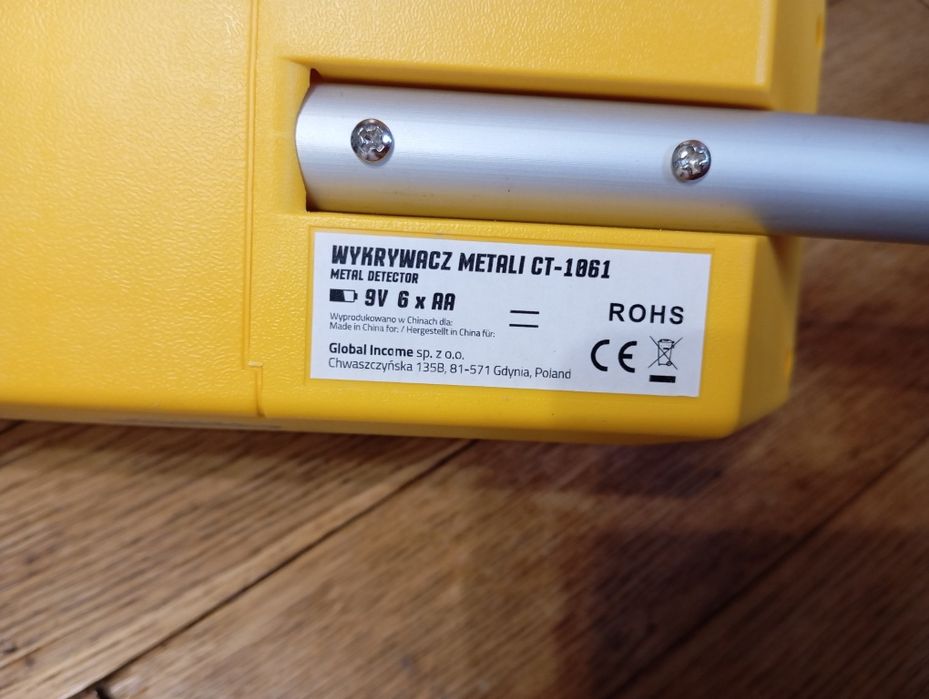 WYKRYWACZ METALI CT-1061
METAL DETECTOR
9V 6 x AA
Wyprodukowano w Chinach dla:
Made in China for: / Hergestellt in China für:
Global Income sp. z o.o.
Chwaszczyńska 135B, 81-571 Gdynia, Poland
ROHS
CE